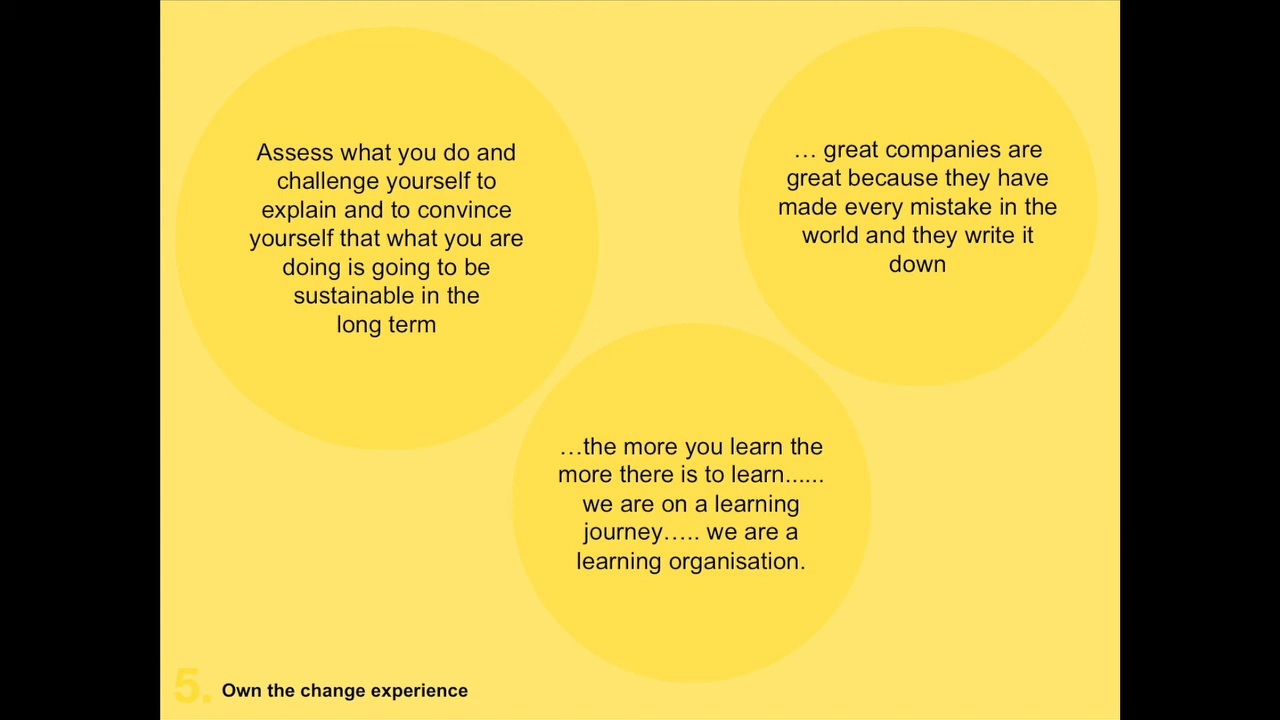 Assess what you do and
challenge yourself to
explain and to convince
yourself that what you are
doing is going to be
sustainable in the
long term
… great companies are
great because they have
made every mistake in the
world and they write it
down
…the more you learn the
more there is to learn......
we are on a learning
journey….. we are a
learning organisation.
5. Own the change experience